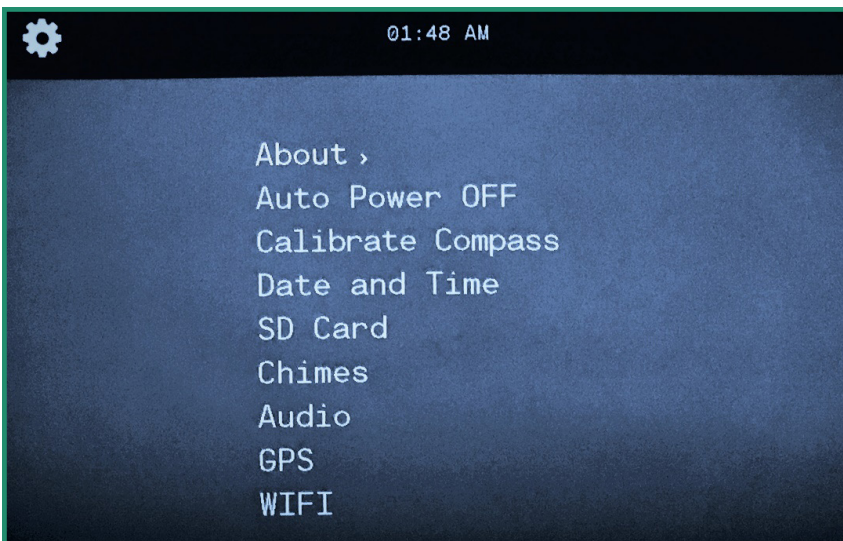 01:48 AM
About ›
Auto Power OFF
Calibrate Compass
Date and Time
SD Card
Chimes
Audio
GPS
WIFI